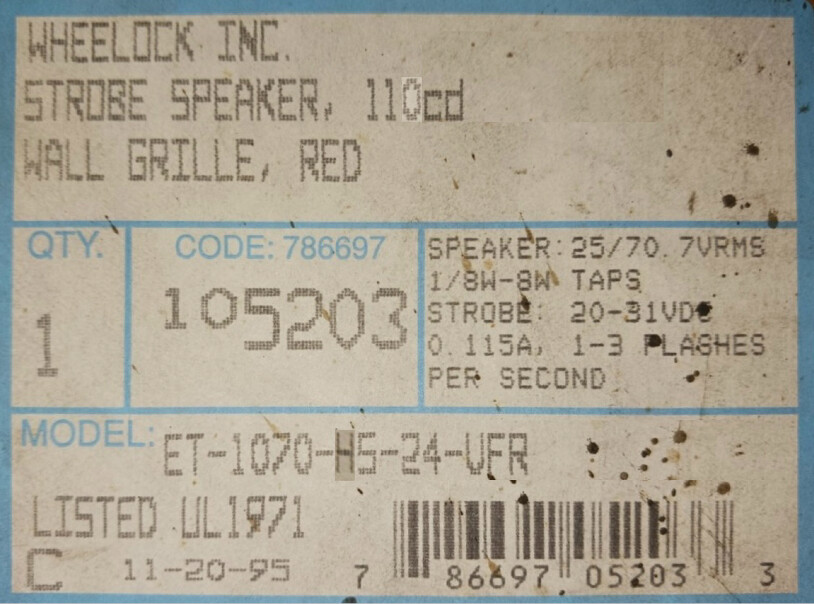 WHEELOCK INC.
STROBE SPEAKER, 110cd
WALL GRILLE, RED
QTY.
1
CODE: 786697
105203
SPEAKER: 25/70.7VRMS
1/8W-8W TAPS
STROBE: 20-31VDC
0.115A, 1-3 FLASHES
PER SECOND
MODEL: ET-1070-HS-24-VFR
LISTED UL1971
C 11-20-95
7 86697 05203 3